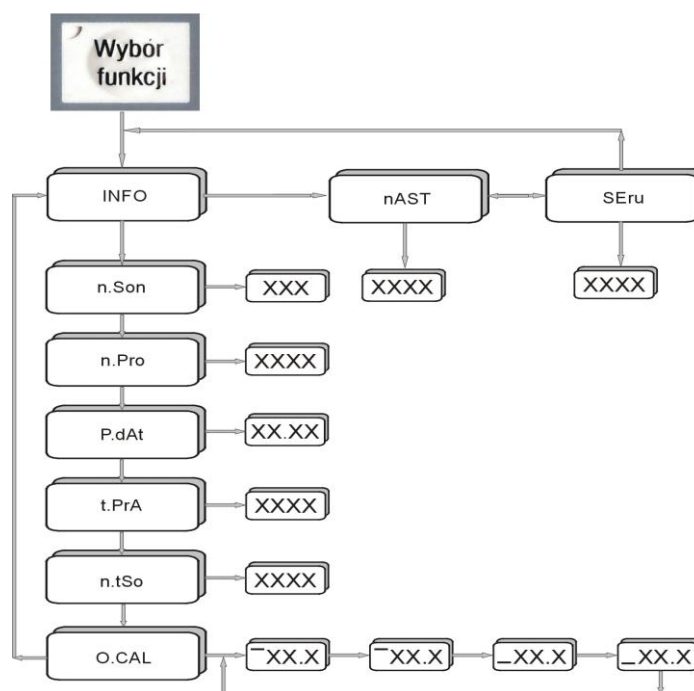 Wybór
funkcji
INFO
nAST
SEru
n.Son
XXX
XXXX
XXXX
n.Pro
XXXX
P.dAt
XX.XX
t.PrA
XXXX
n.tSo
XXXX
O.CAL
¯XX.X
¯XX.X
_XX.X
_XX.X